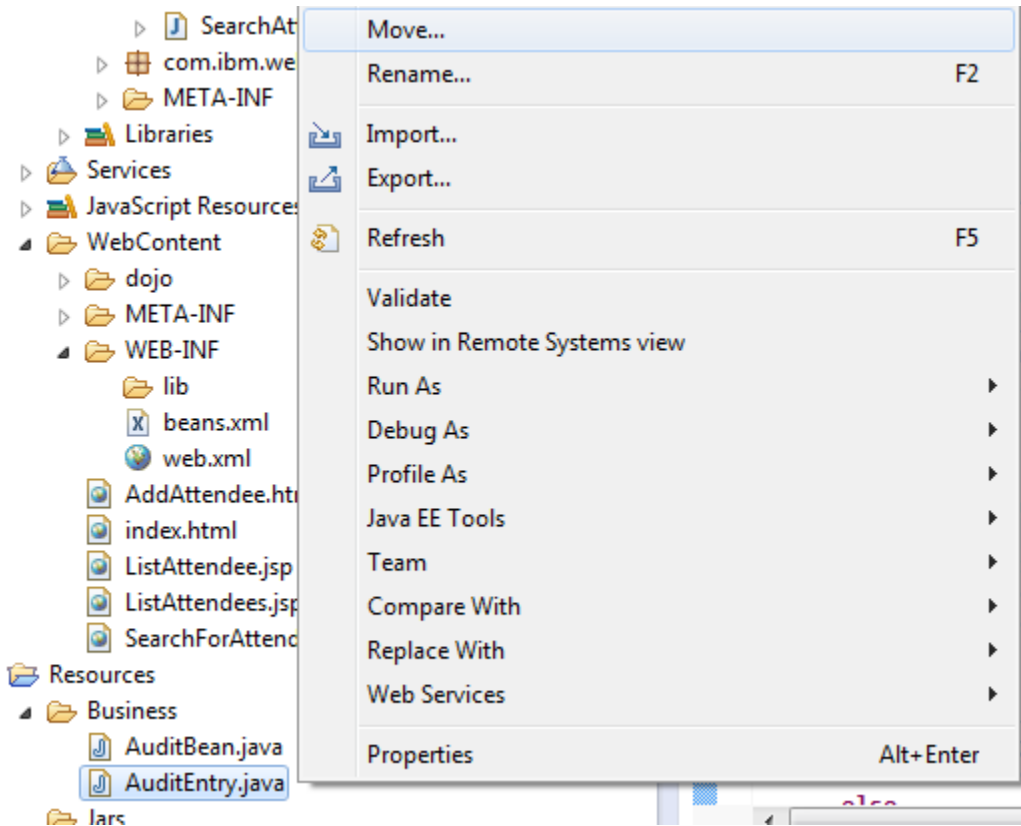 SearchAt
com.ibm.we
META-INF
Libraries
Services
JavaScript Resources
WebContent
dojo
META-INF
WEB-INF
lib
beans.xml
web.xml
AddAttendee.htm
index.html
ListAttendee.jsp
ListAttendees.jsp
SearchForAttend
Resources
Business
AuditBean.java
AuditEntry.java
Jars
Move...
Rename... F2
Import...
Export...
Refresh F5
Validate
Show in Remote Systems view
Run As
Debug As
Profile As
Java EE Tools
Team
Compare With
Replace With
Web Services
Properties Alt+Enter
else